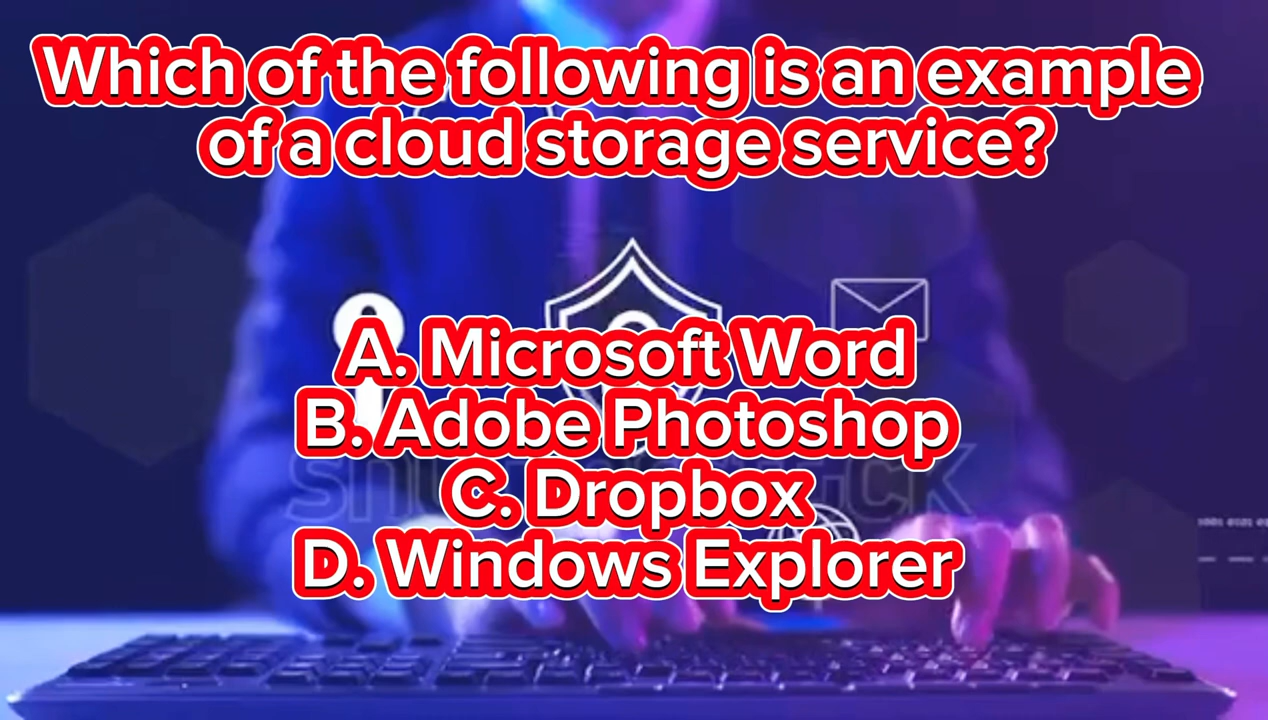 Which of the following is an example
of a cloud storage service?
A. Microsoft Word
B. Adobe Photoshop
C. Dropbox
D. Windows Explorer